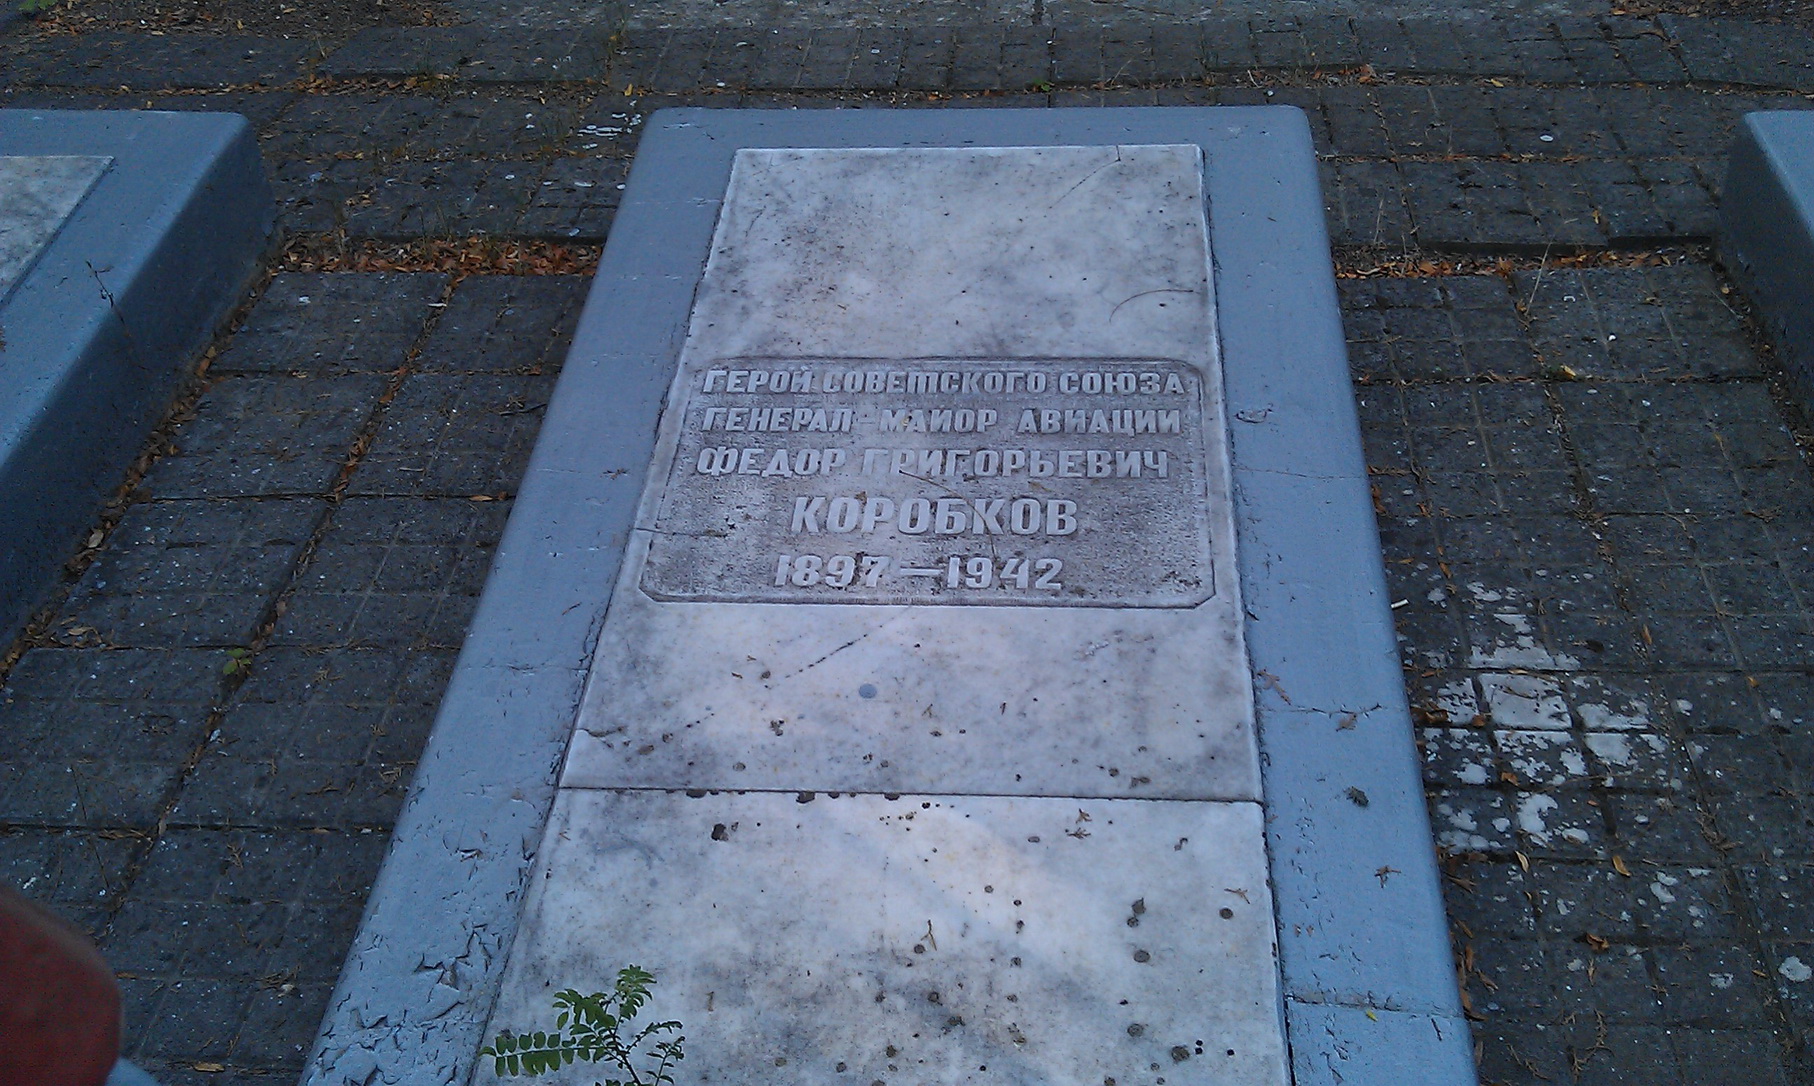 ГЕРОЙ СОВЕТСКОГО СОЮЗА
ГЕНЕРАЛ-МАЙОР АВИАЦИИ
ФЕДОР ГРИГОРЬЕВИЧ
КОРОБКОВ
1897—1942